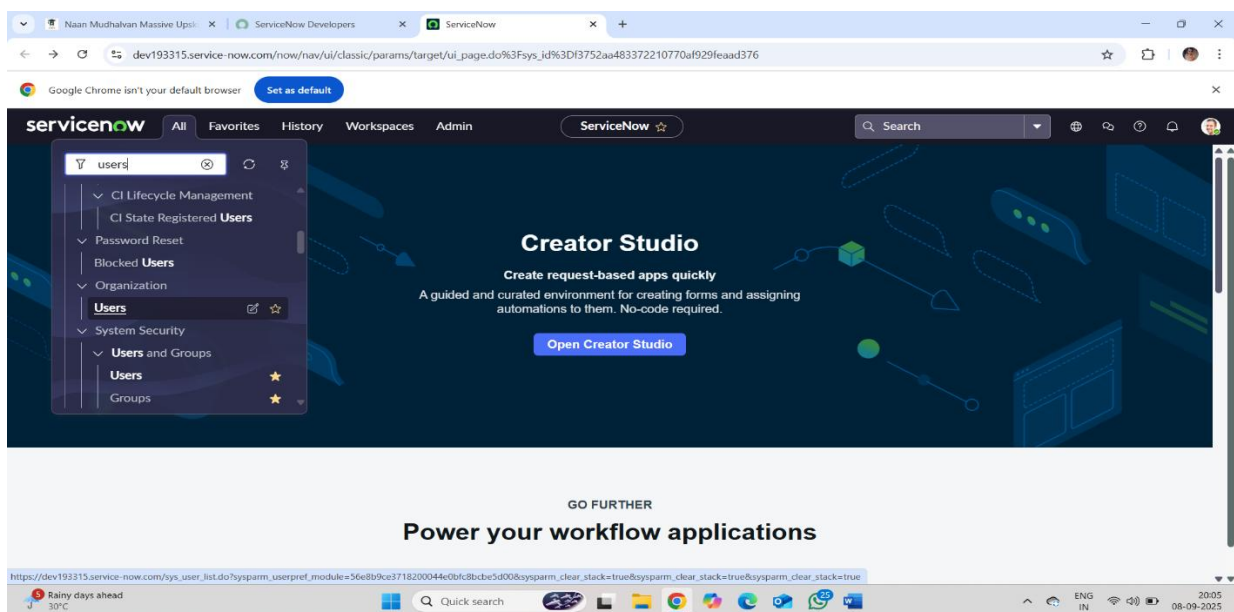 Naan Mudhalvan Massive Upsk
ServiceNow Developers
ServiceNow
dev193315.service-now.com/now/nav/ui/classic/params/target/ui_page.do%3Fsys_id%3Df3752aa483372210770af929feaad376
Google Chrome isn't your default browser
Set as default
servicenow All Favorites History Workspaces Admin ServiceNow Search
users
CI Lifecycle Management
CI State Registered Users
Password Reset
Blocked Users
Organization
Users
System Security
Users and Groups
Users
Groups
Creator Studio
Create request-based apps quickly
A guided and curated environment for creating forms and assigning
automations to them. No-code required.
Open Creator Studio
GO FURTHER
Power your workflow applications
https://dev193315.service-now.com/sys_user_list.do?sysparm_userpref_module=56e8b9ce3718200044e0bfc8bcbe5d00&sysparm_clear_stack=true&sysparm_clear_stack=true&sysparm_clear_stack=true
5
Rainy days ahead
30°C
Quick search
25
ENG
IN
20:05
08-09-2025